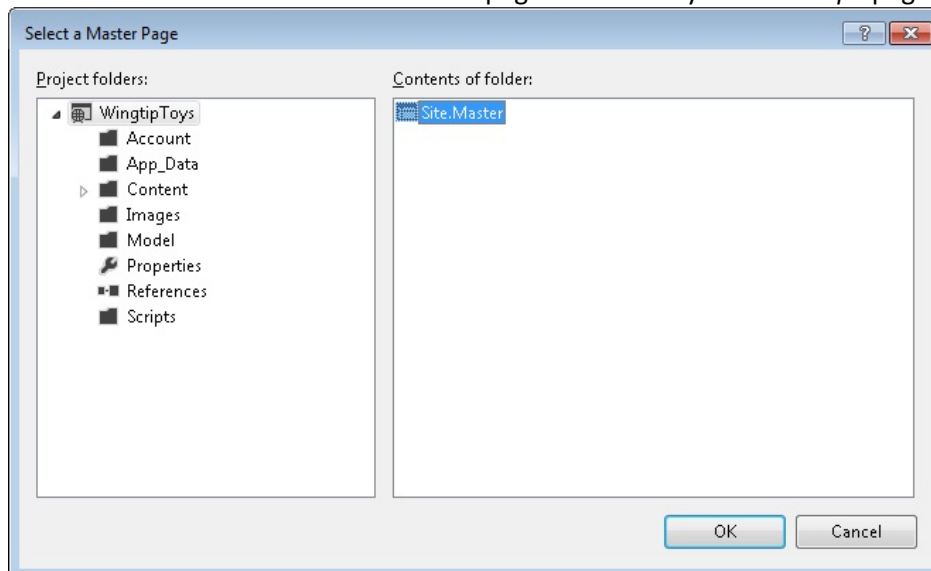 Select a Master Page
Project folders:
Contents of folder:
WingtipToys
Account
App_Data
Content
Images
Model
Properties
References
Scripts
Site.Master
OK
Cancel